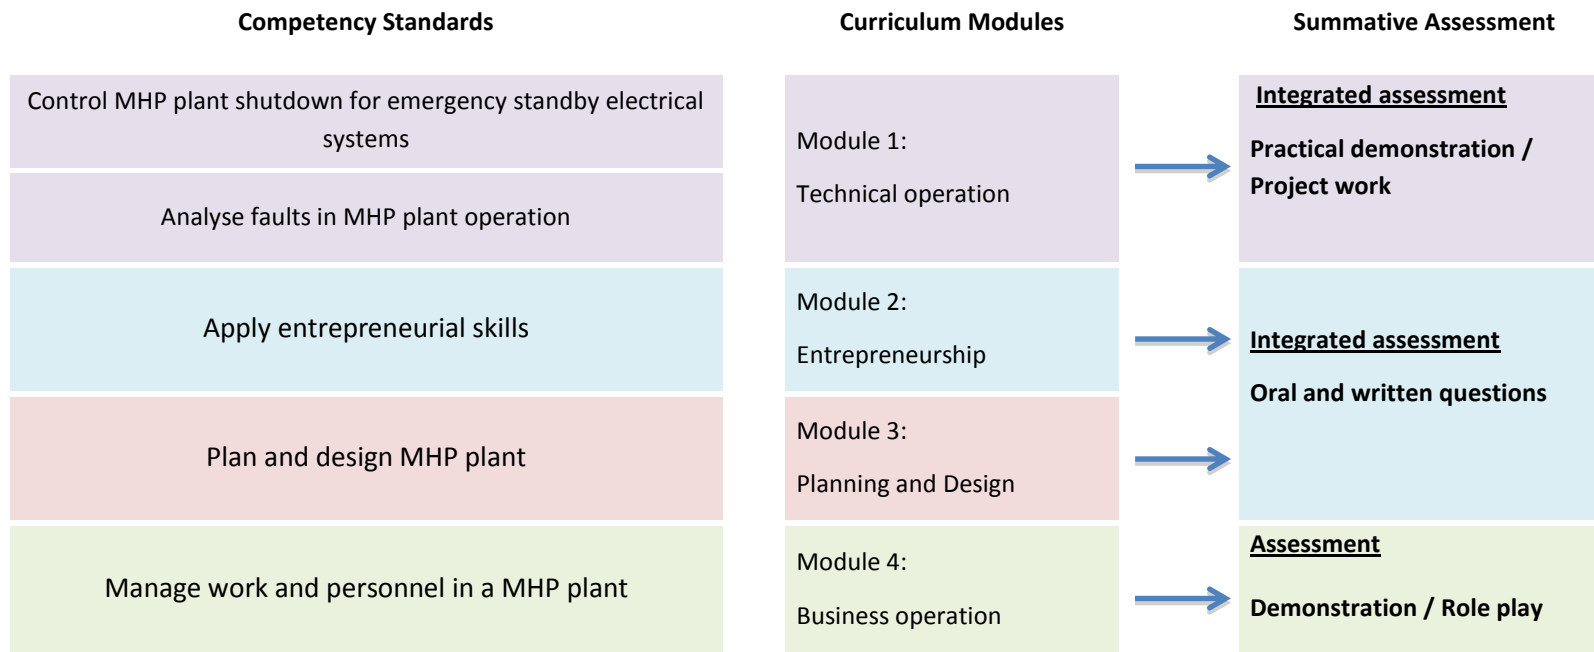 Competency Standards
Curriculum Modules
Summative Assessment
Control MHP plant shutdown for emergency standby electrical
systems
Analyse faults in MHP plant operation
Module 1:
Technical operation
Integrated assessment
Practical demonstration /
Project work
Apply entrepreneurial skills
Module 2:
Entrepreneurship
Integrated assessment
Oral and written questions
Plan and design MHP plant
Module 3:
Planning and Design
Manage work and personnel in a MHP plant
Module 4:
Business operation
Assessment
Demonstration / Role play